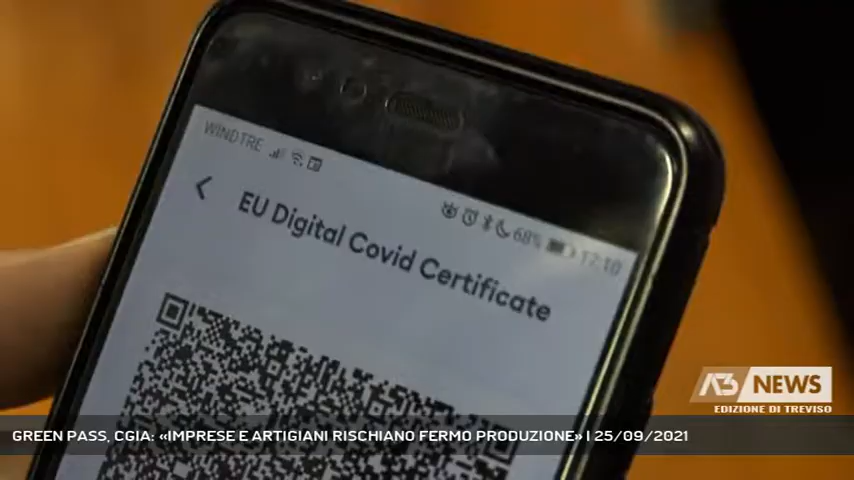 WINDTRE
68% 12:10
EU Digital Covid Certificate
A3 NEWS
EDIZIONE DI TREVISO
GREEN PASS, CGIA: «IMPRESE E ARTIGIANI RISCHIANO FERMO PRODUZIONE» | 25/09/2021